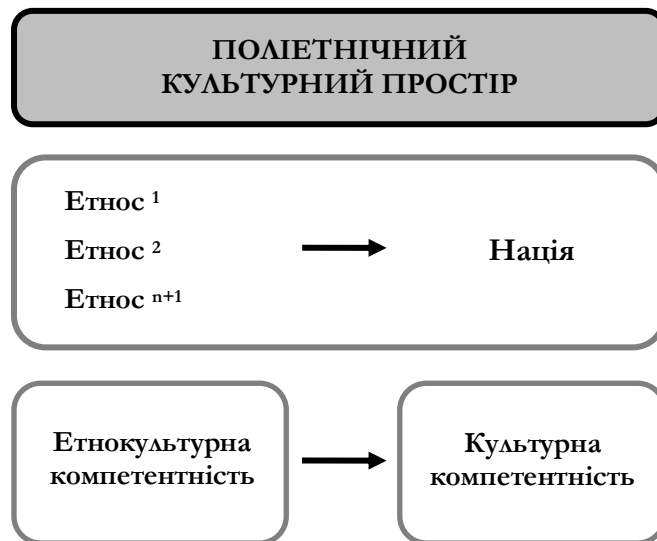 ПОЛІЕТНІЧНИЙ
КУЛЬТУРНИЙ ПРОСТІР
Етнос ¹
Етнос ²
Нація
Етнос ⁿ⁺¹
Етнокультурна
компетентність
Культурна
компетентність